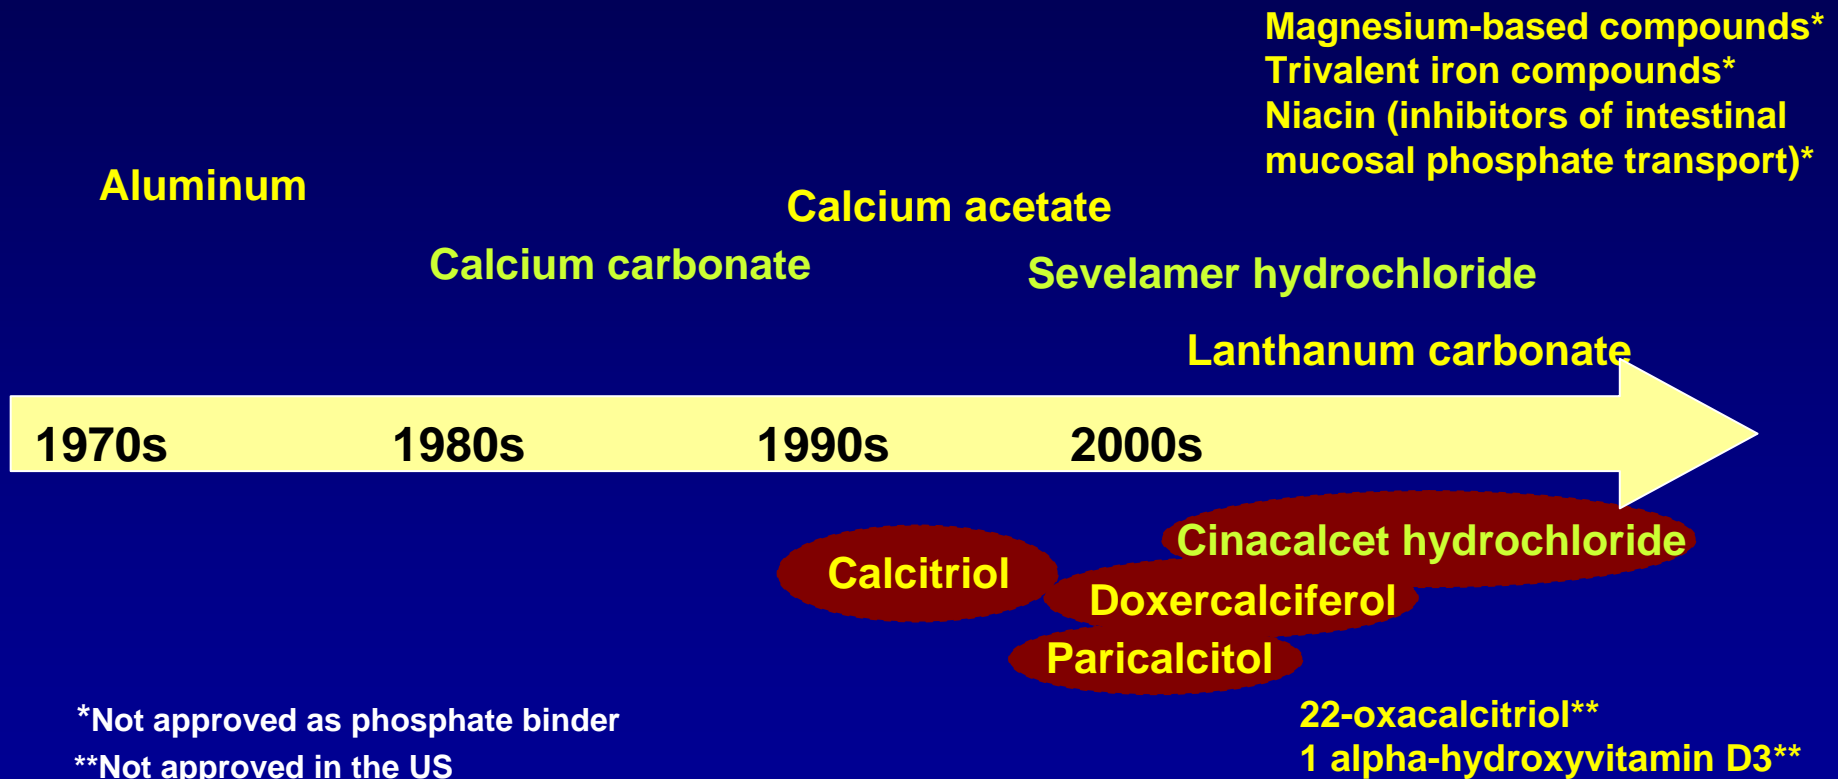 Magnesium-based compounds*
Trivalent iron compounds*
Niacin (inhibitors of intestinal
mucosal phosphate transport)*
Aluminum
Calcium acetate
Calcium carbonate
Sevelamer hydrochloride
Lanthanum carbonate
1970s 1980s 1990s 2000s
Cinacalcet hydrochloride
Calcitriol
Doxercalciferol
Paricalcitol
*Not approved as phosphate binder
**Not approved in the US
22-oxacalcitriol**
1 alpha-hydroxyvitamin D3**